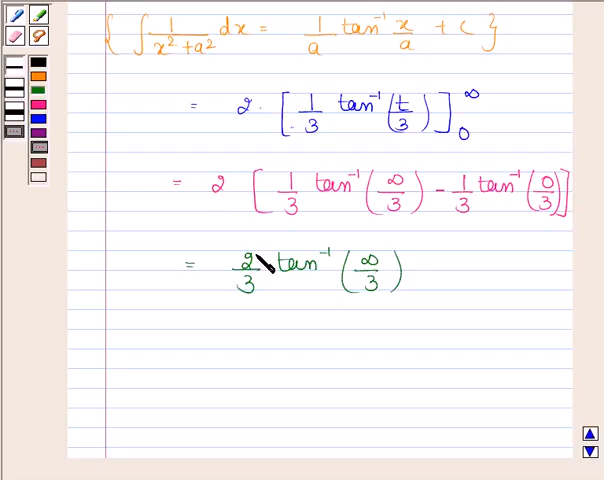 { ∫ 1/(x² + a²) dx = 1/a tan⁻¹ x/a + C }
= 2 · [ 1/3 tan⁻¹ (t/3) ]₀^∞
= 2 [ 1/3 tan⁻¹ (∞/3) − 1/3 tan⁻¹ (0/3) ]
= 2/3 tan⁻¹ (∞/3)